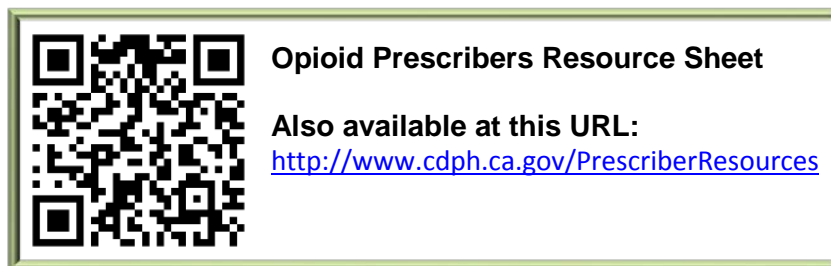 Opioid Prescribers Resource Sheet
Also available at this URL:
http://www.cdph.ca.gov/PrescriberResources